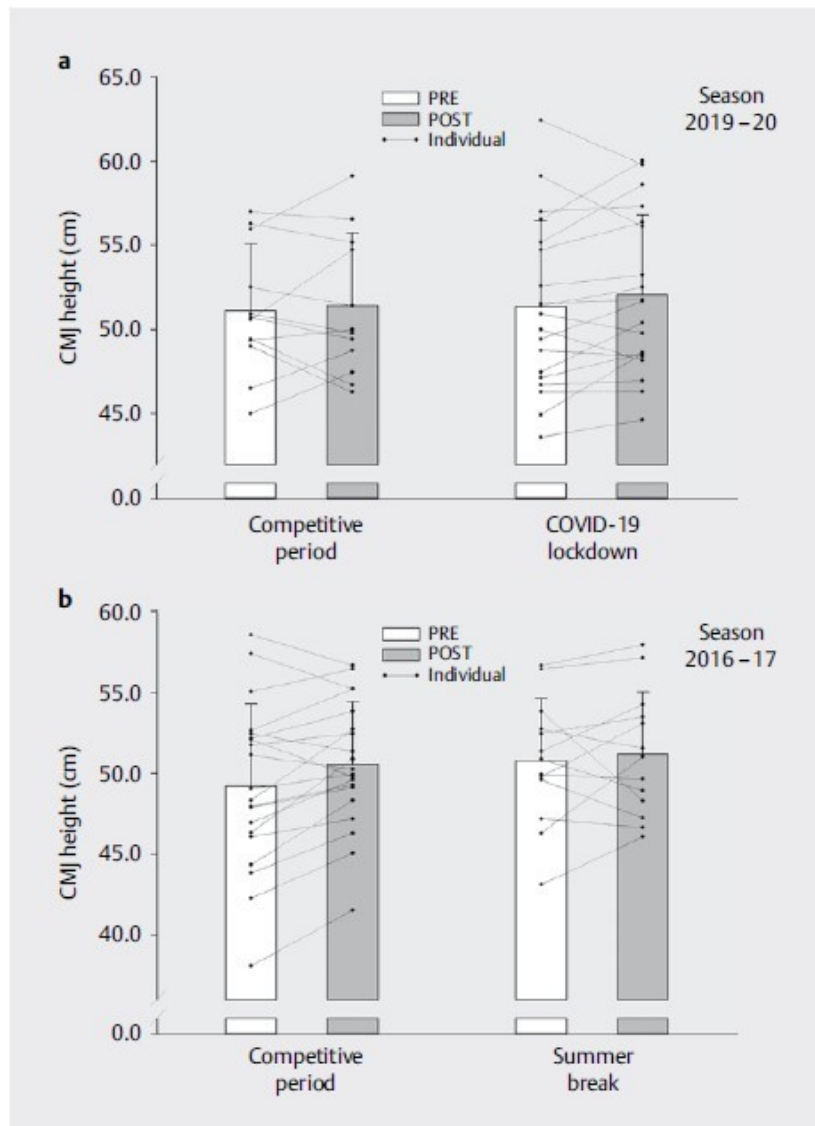 a
65.0
60.0
55.0
50.0
45.0
0.0
CMJ height (cm)
PRE
POST
Individual
Season
2019–20
Competitive
period
COVID-19
lockdown
b
60.0
55.0
50.0
45.0
40.0
0.0
CMJ height (cm)
PRE
POST
Individual
Season
2016–17
Competitive
period
Summer
break